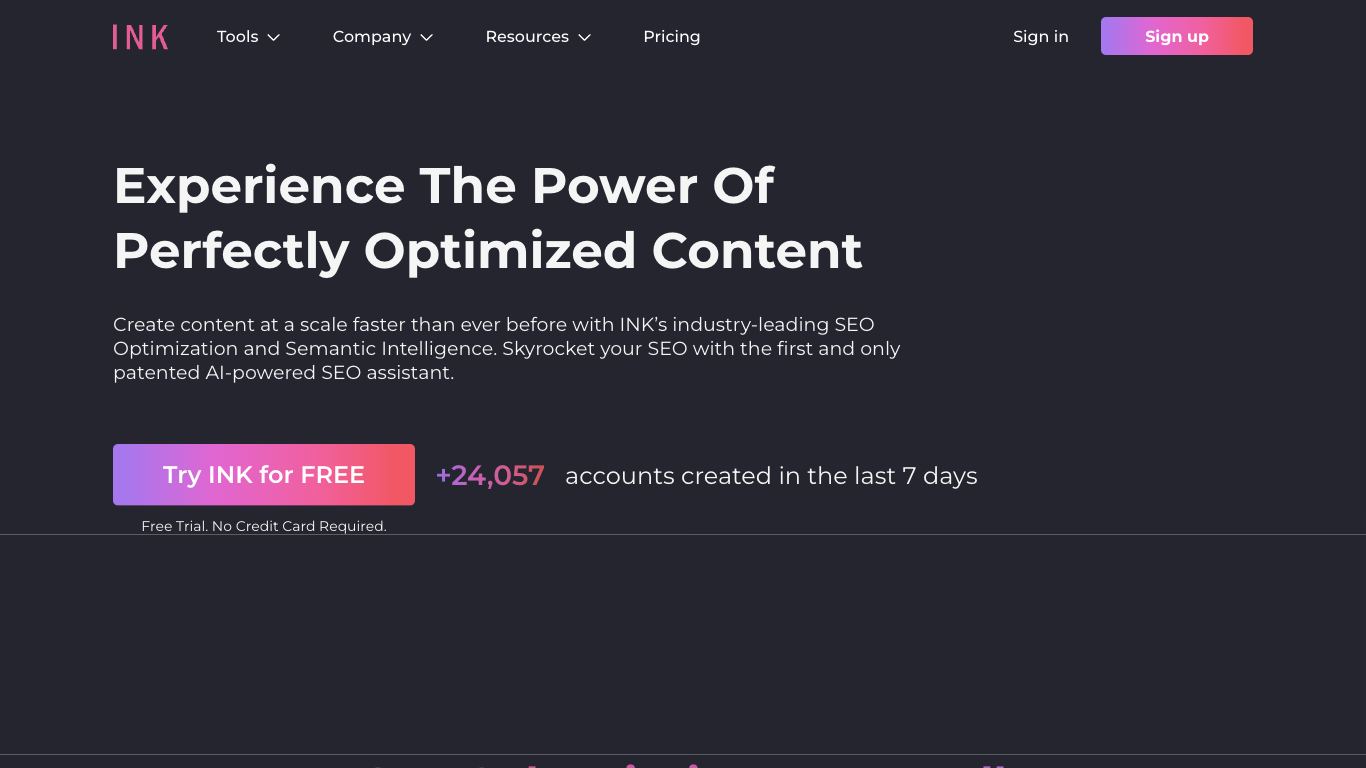 INK
Tools
Company
Resources
Pricing
Sign in
Sign up
Experience The Power Of
Perfectly Optimized Content
Create content at a scale faster than ever before with INK’s industry-leading SEO
Optimization and Semantic Intelligence. Skyrocket your SEO with the first and only
patented AI-powered SEO assistant.
Try INK for FREE
+24,057 accounts created in the last 7 days
Free Trial. No Credit Card Required.